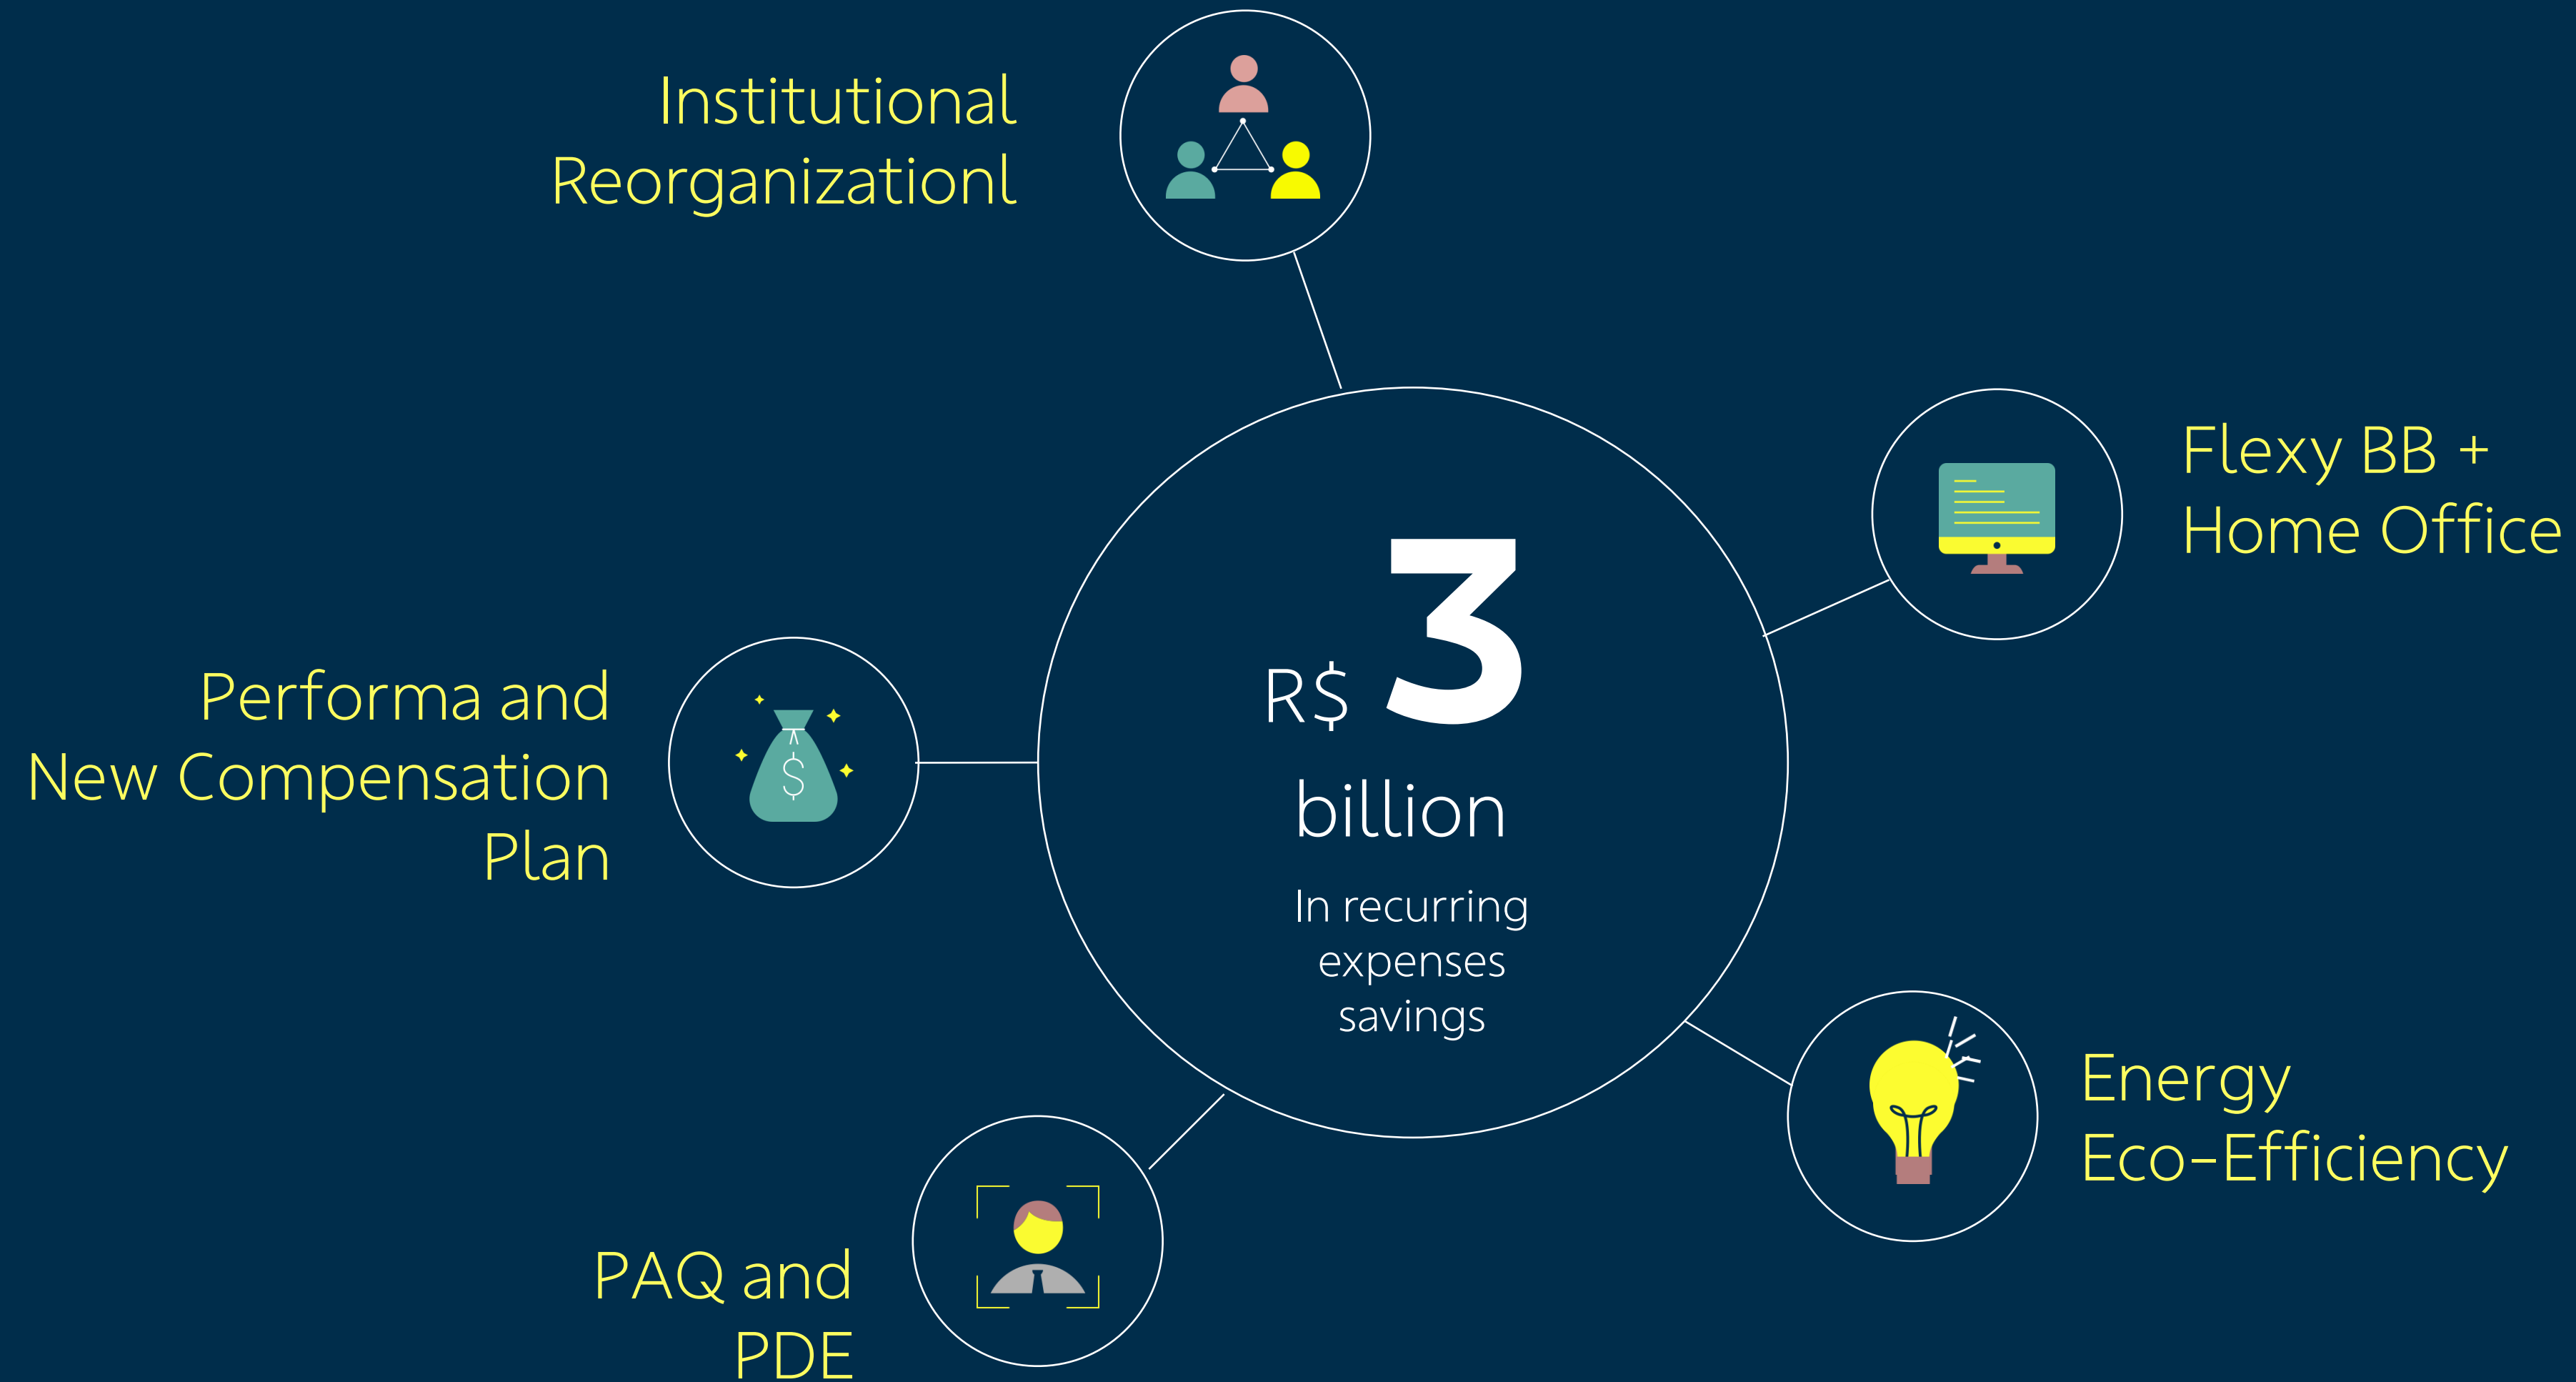 Institutional
Reorganizationl
Flexy BB +
Home Office
R$ 3
billion
In recurring
expenses
savings
Performa and
New Compensation
Plan
$
Energy
Eco-Efficiency
PAQ and
PDE